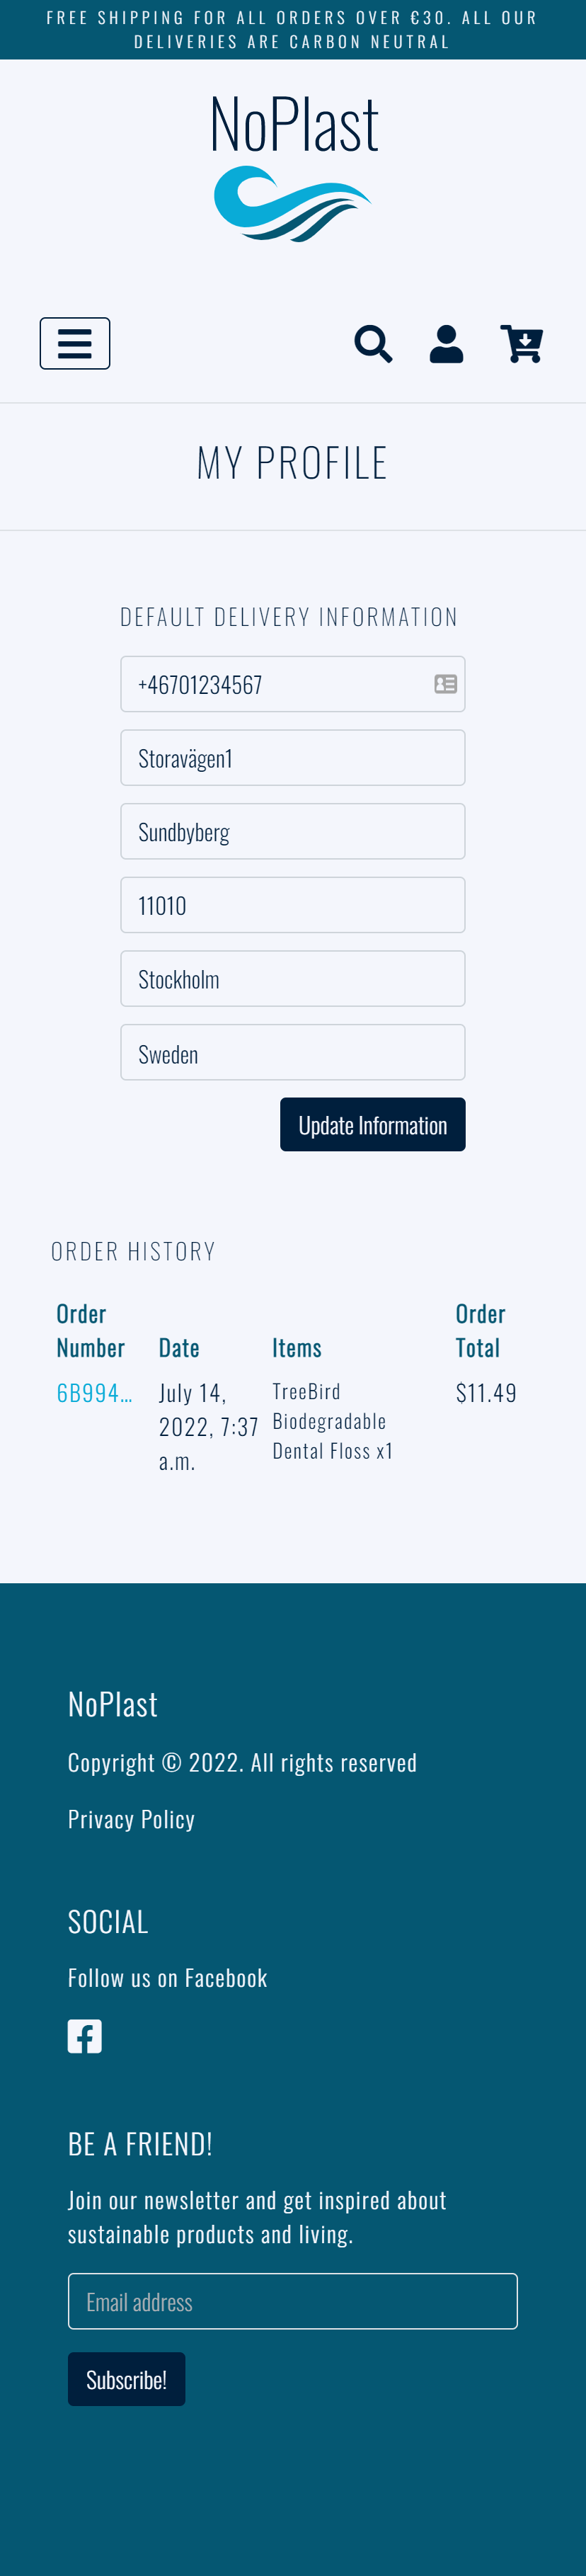 FREE SHIPPING FOR ALL ORDERS OVER €30. ALL OUR
DELIVERIES ARE CARBON NEUTRAL
NoPlast
MY PROFILE
DEFAULT DELIVERY INFORMATION
+46701234567
Storavägen1
Sundbyberg
11010
Stockholm
Sweden
Update Information
ORDER HISTORY
Order Number Date Items Order Total
6B994... July 14, 2022, 7:37 a.m. TreeBird Biodegradable Dental Floss x1 $11.49
NoPlast
Copyright © 2022. All rights reserved
Privacy Policy
SOCIAL
Follow us on Facebook
BE A FRIEND!
Join our newsletter and get inspired about
sustainable products and living.
Email address
Subscribe!